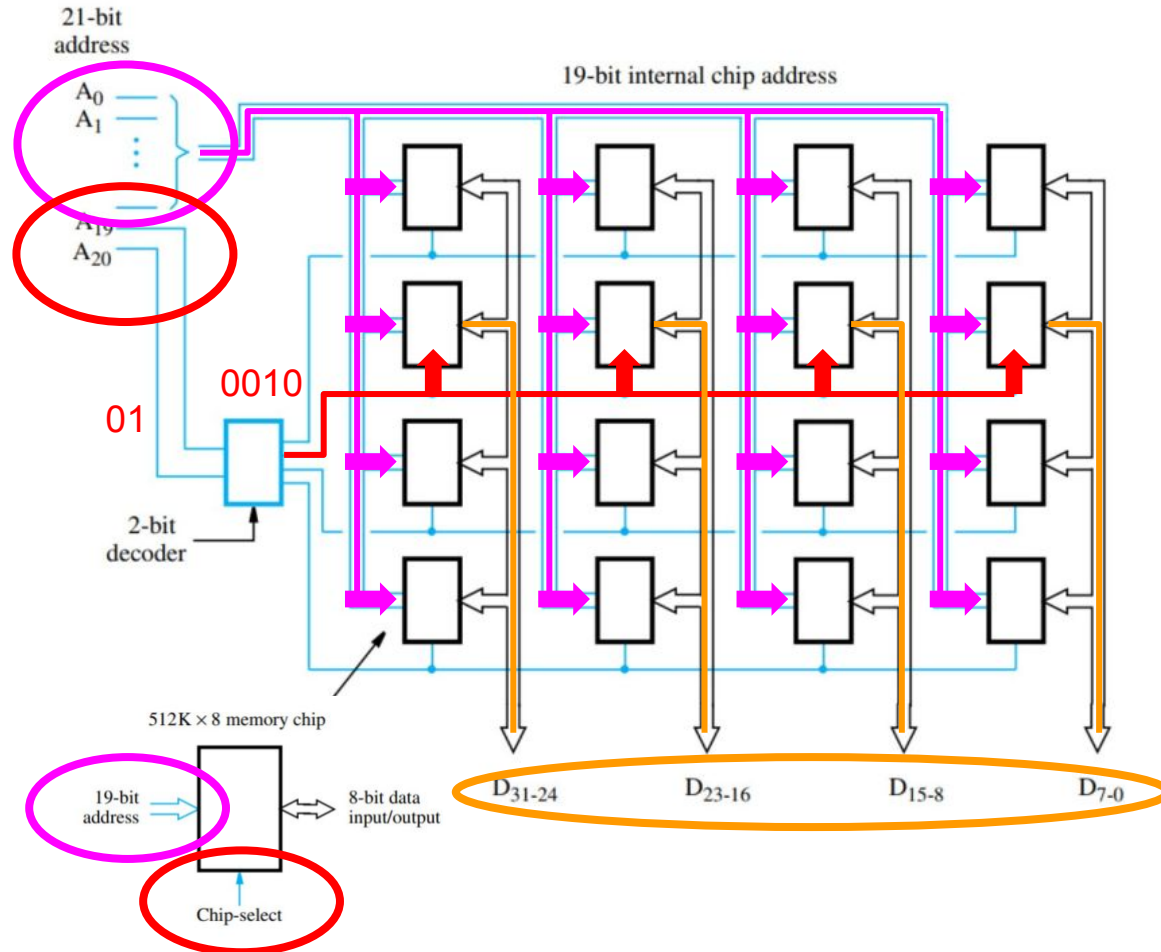 21-bit
address
19-bit internal chip address
A0
A1
A19
A20
0010
01
2-bit
decoder
512K × 8 memory chip
19-bit
address
8-bit data
input/output
Chip-select
D31-24
D23-16
D15-8
D7-0